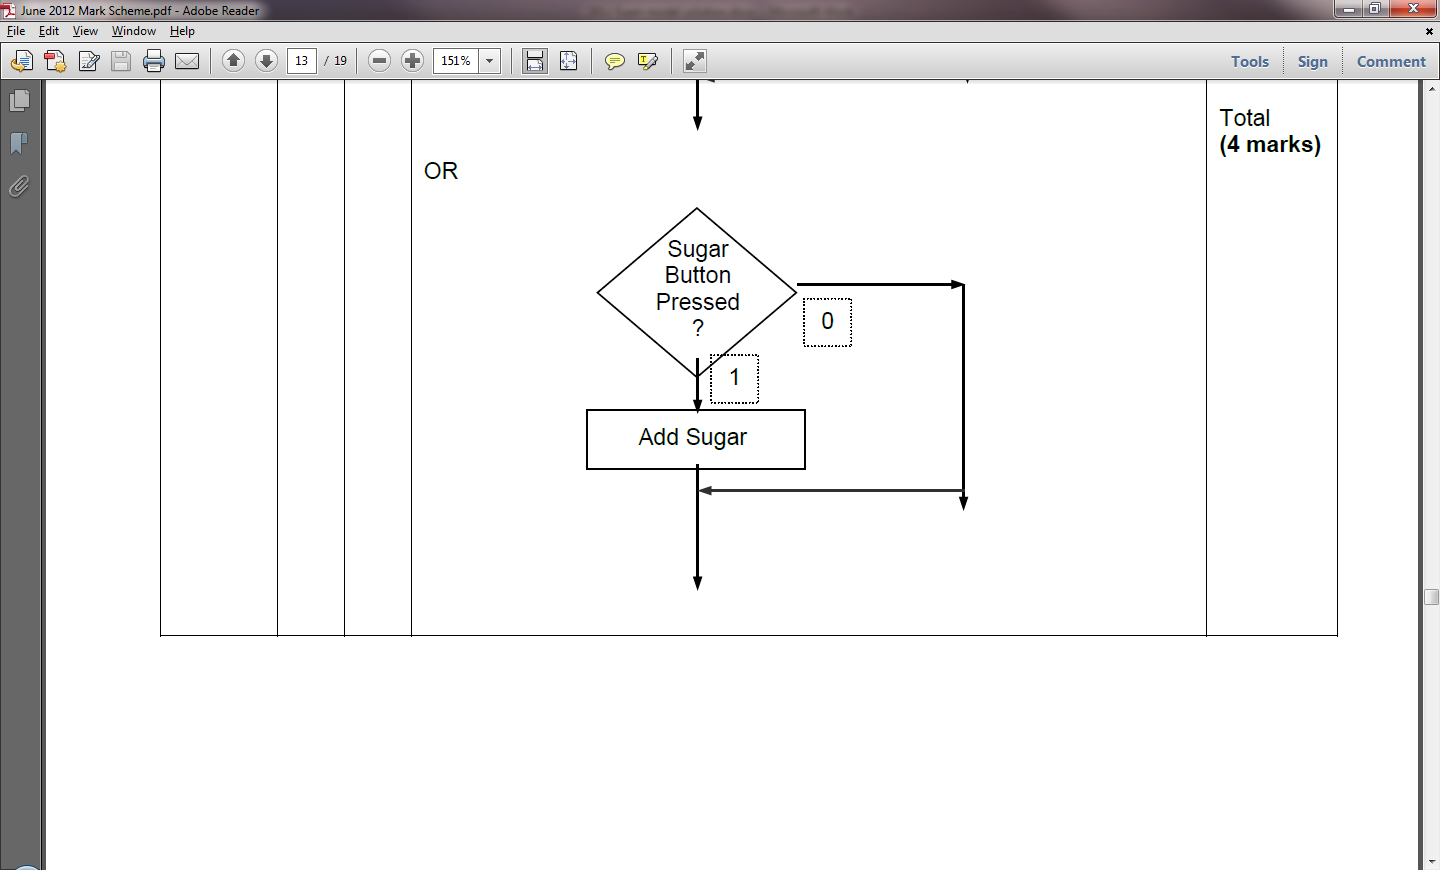 June 2012 Mark Scheme.pdf - Adobe Reader
File Edit View Window Help
13 / 19 151% Tools Sign Comment
Total
(4 marks)
OR
Sugar
Button
Pressed
?
0
1
Add Sugar